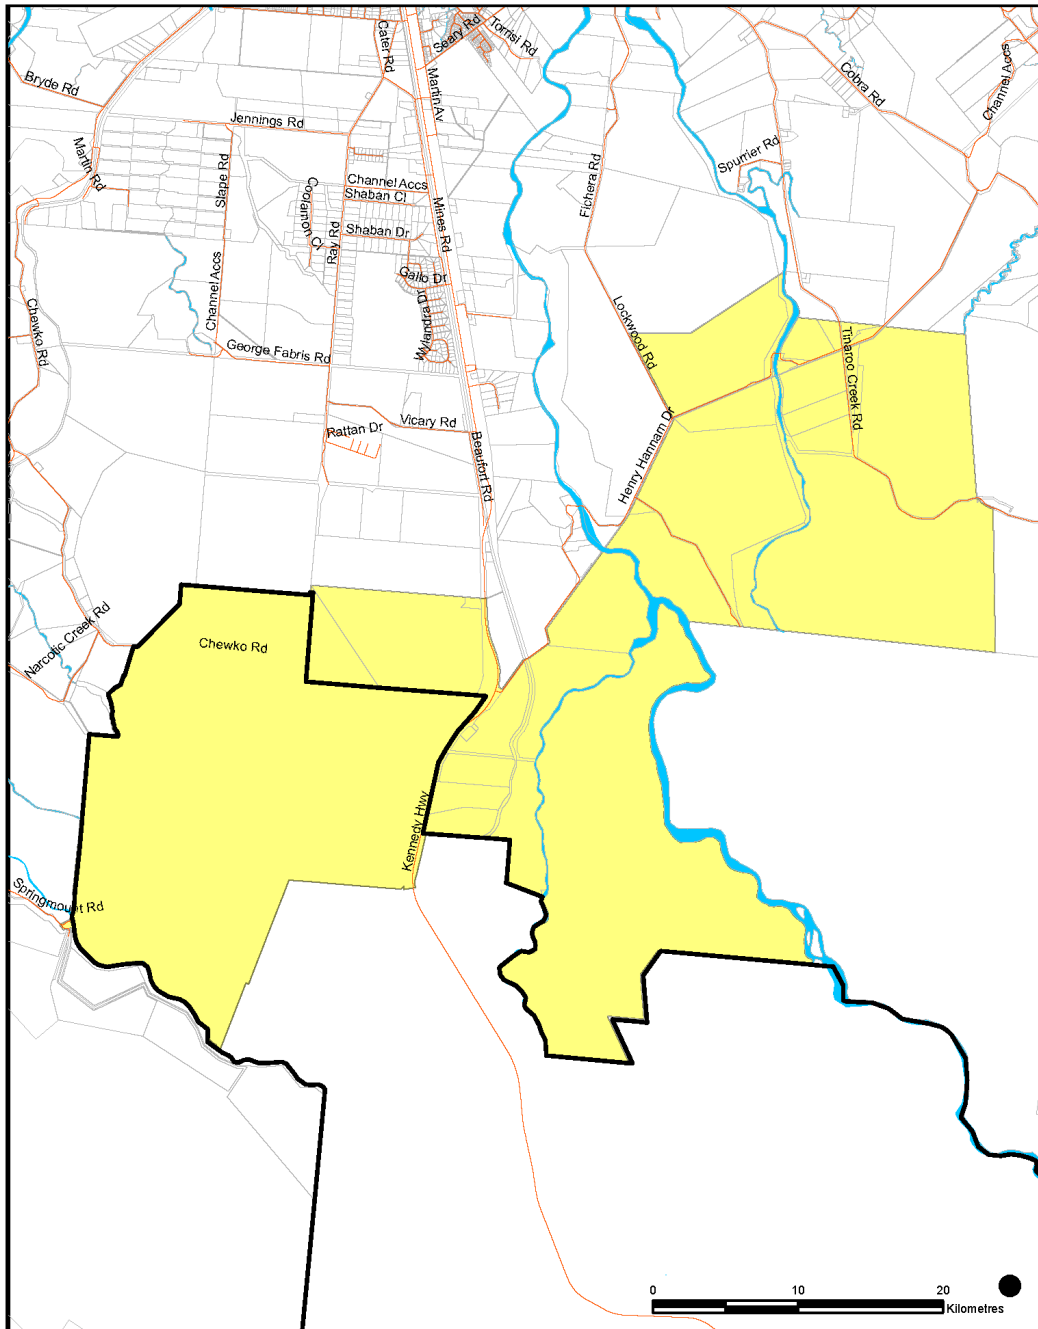 Cater Rd
Seary Rd
Torrisi Rd
Martin Av
Bryde Rd
Cobra Rd
Channel Accs
Jennings Rd
Martin Rd
Slape Rd
Coolamon Cl
Channel Accs
Shaban Cl
Ray Rd
Shaban Dr
Mines Rd
Fichera Rd
Spurrier Rd
Channel Accs
Gallo Dr
Wylandra Dr
Chewko Rd
George Fabris Rd
Lockwood Rd
Tinaroo Creek Rd
Vicary Rd
Rattan Dr
Beaufort Rd
Henry Hannam Dr
Narcotic Creek Rd
Chewko Rd
Kennedy Hwy
Springmount Rd
0 10 20
Kilometres